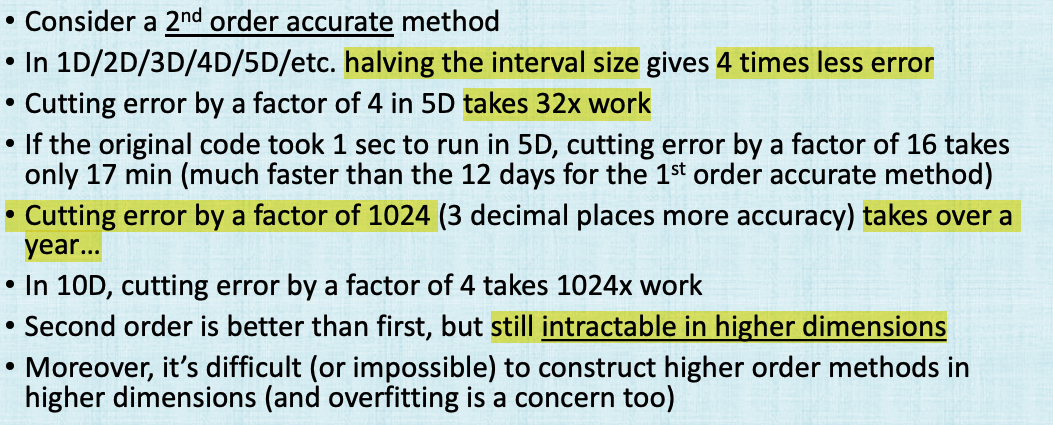 • Consider a 2nd order accurate method
• In 1D/2D/3D/4D/5D/etc. halving the interval size gives 4 times less error
• Cutting error by a factor of 4 in 5D takes 32x work
• If the original code took 1 sec to run in 5D, cutting error by a factor of 16 takes
only 17 min (much faster than the 12 days for the 1st order accurate method)
• Cutting error by a factor of 1024 (3 decimal places more accuracy) takes over a
year...
• In 10D, cutting error by a factor of 4 takes 1024x work
• Second order is better than first, but still intractable in higher dimensions
• Moreover, it's difficult (or impossible) to construct higher order methods in
higher dimensions (and overfitting is a concern too)